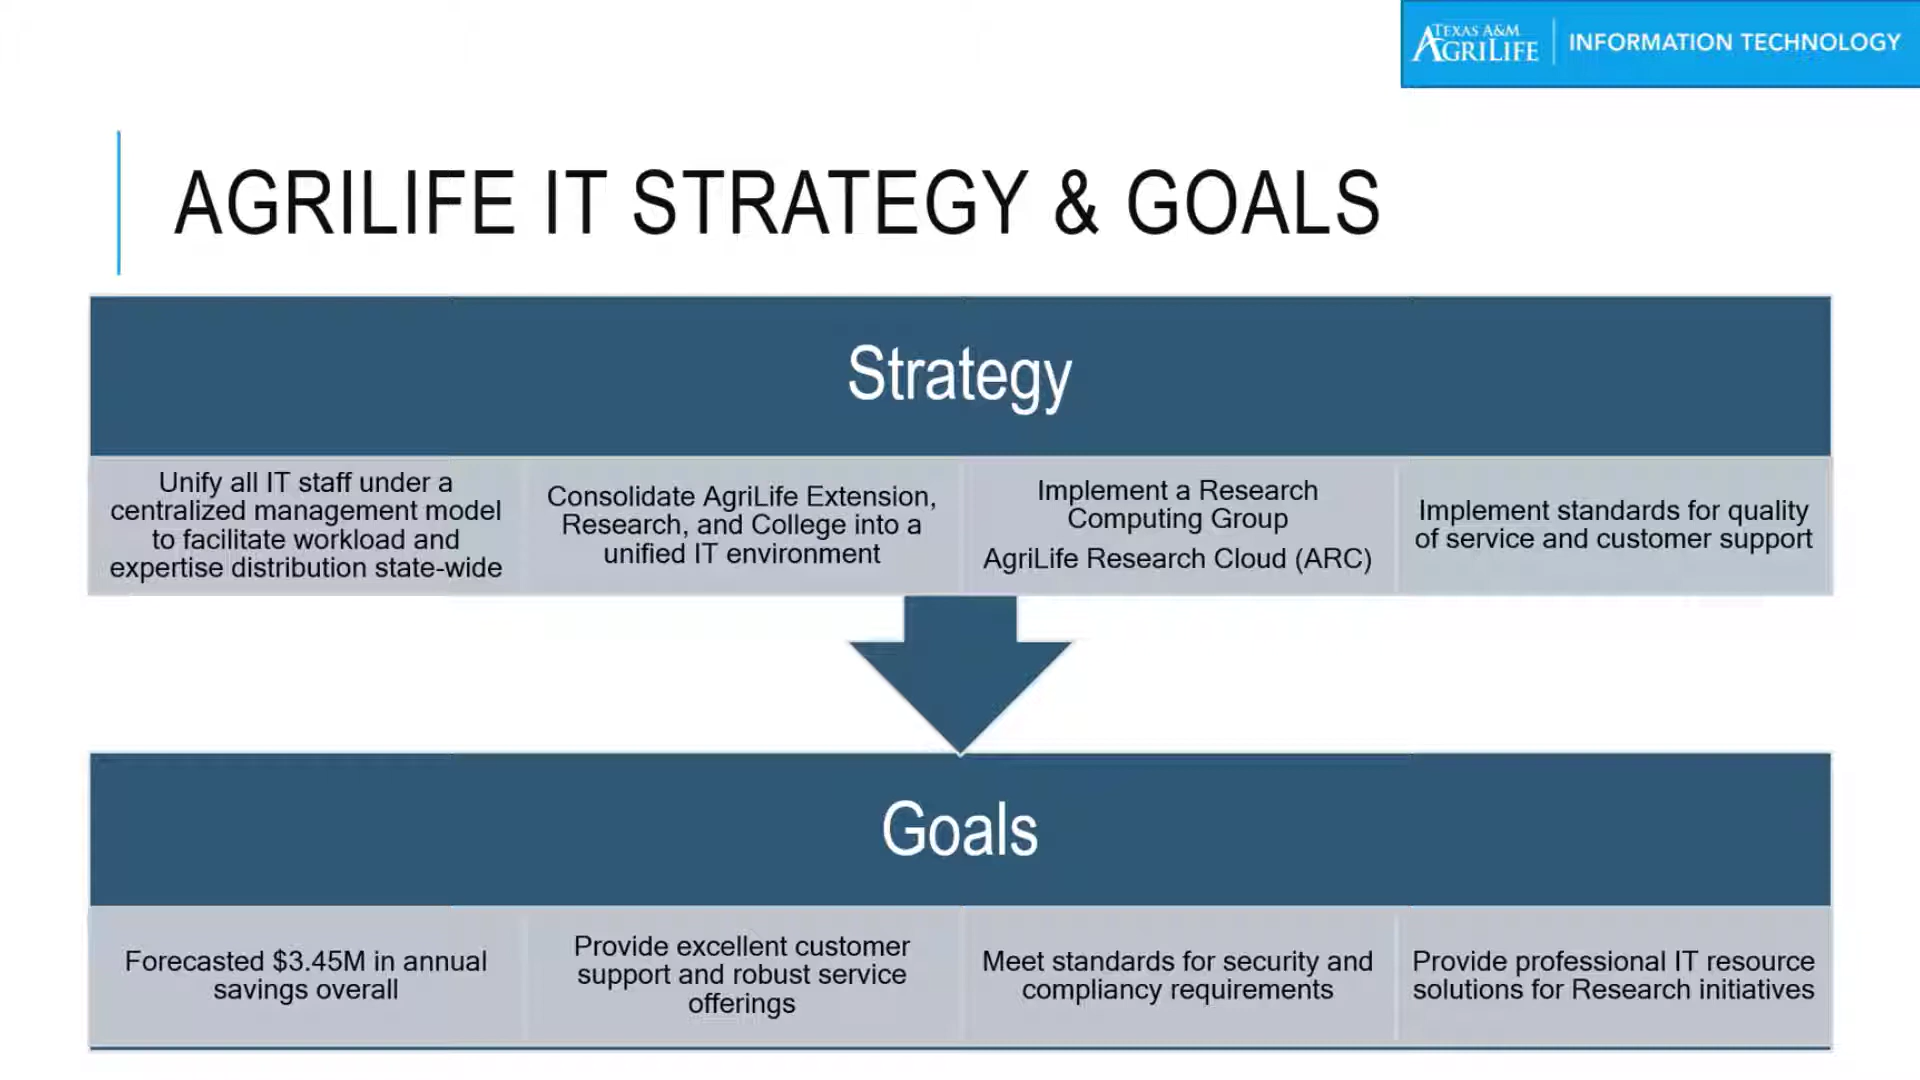 TEXAS A&M
AGRILIFE
INFORMATION TECHNOLOGY
AGRILIFE IT STRATEGY & GOALS
Strategy
Unify all IT staff under a
centralized management model
to facilitate workload and
expertise distribution state-wide
Consolidate AgriLife Extension,
Research, and College into a
unified IT environment
Implement a Research
Computing Group
AgriLife Research Cloud (ARC)
Implement standards for quality
of service and customer support
Goals
Forecasted $3.45M in annual
savings overall
Provide excellent customer
support and robust service
offerings
Meet standards for security and
compliancy requirements
Provide professional IT resource
solutions for Research initiatives